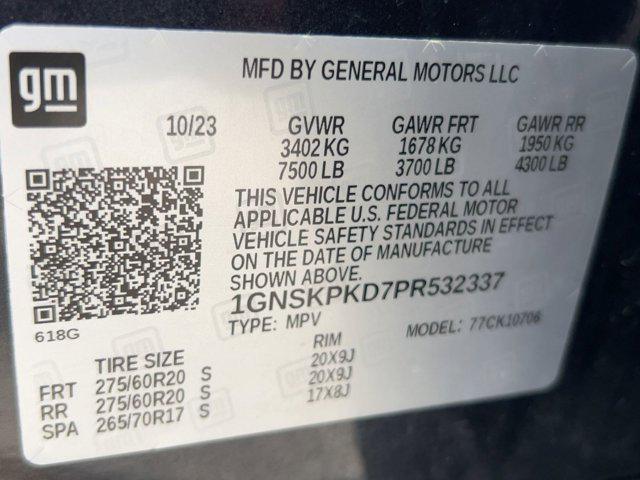 gm
MFD BY GENERAL MOTORS LLC
10/23 GVWR GAWR FRT GAWR RR
3402 KG 1678 KG 1950 KG
7500 LB 3700 LB 4300 LB
THIS VEHICLE CONFORMS TO ALL
APPLICABLE U.S. FEDERAL MOTOR
VEHICLE SAFETY STANDARDS IN EFFECT
ON THE DATE OF MANUFACTURE
SHOWN ABOVE.
1GNSKPKD7PR532337
618G
TYPE: MPV MODEL: 77CK10706
TIRE SIZE RIM
FRT 275/60R20 S 20X9J
RR 275/60R20 S 20X9J
SPA 265/70R17 S 17X8J